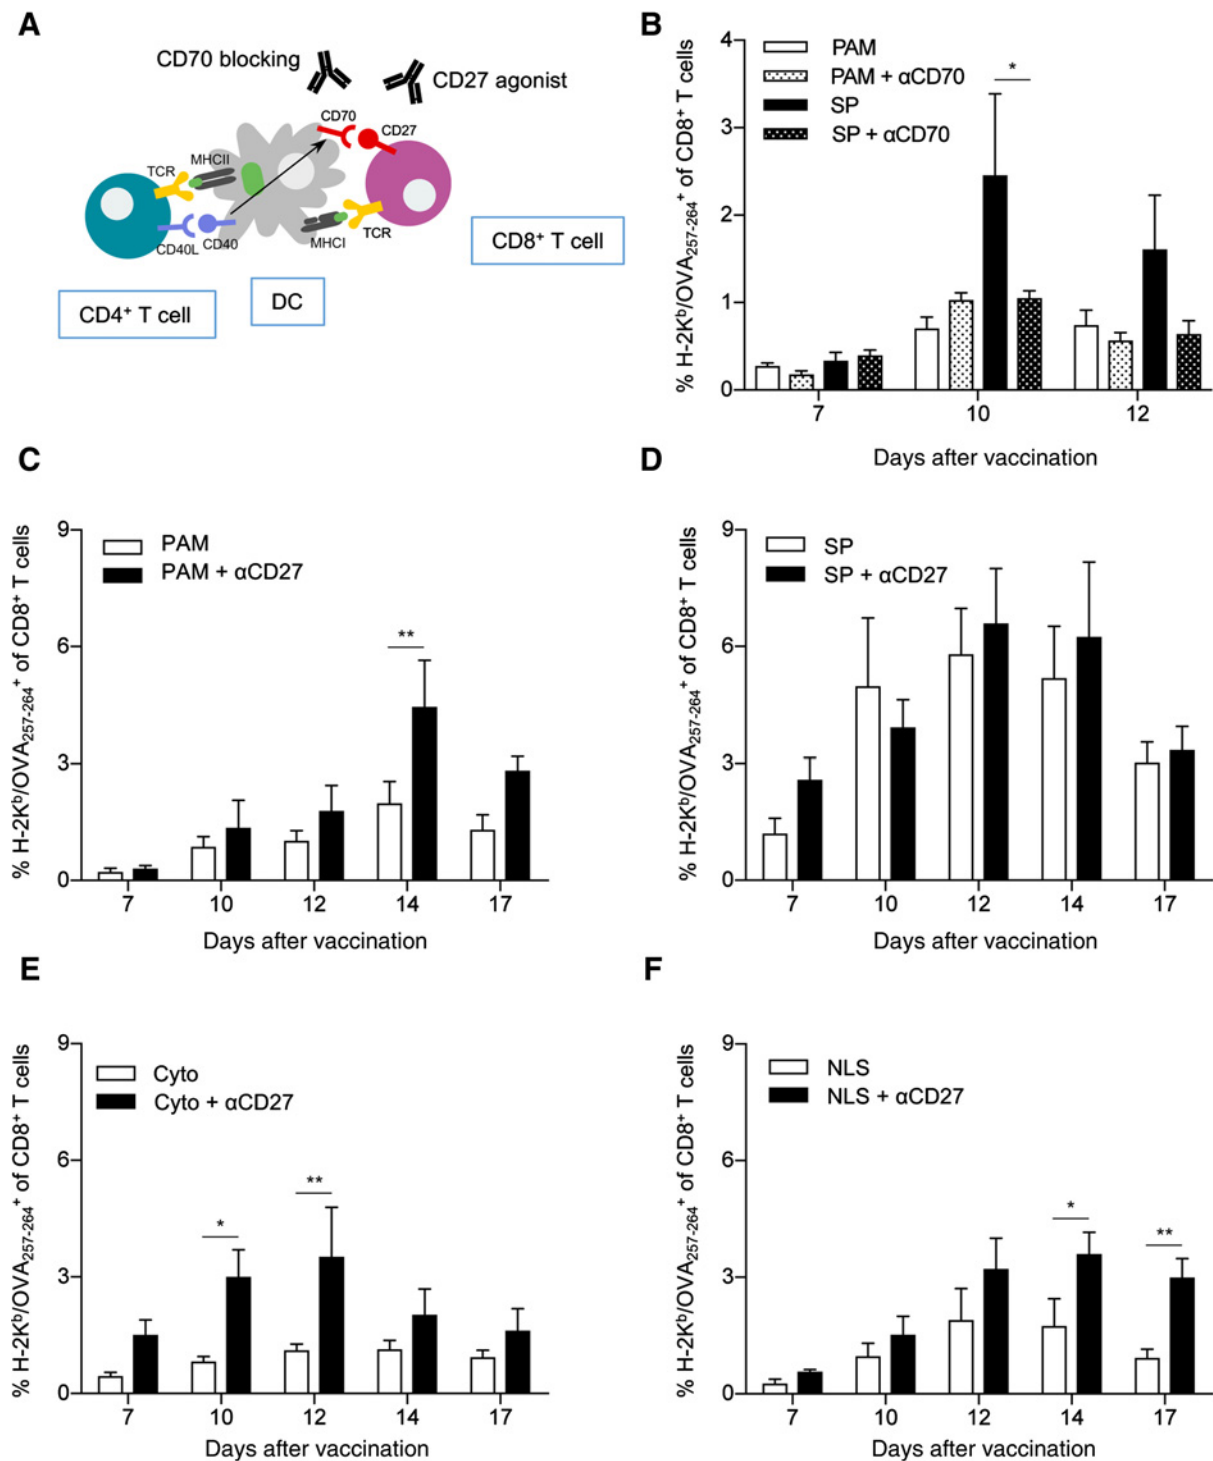 A
CD70 blocking
CD27 agonist
CD70
CD27
MHCII
TCR
CD40L
CD40
MHCI
TCR
CD8⁺ T cell
DC
CD4⁺ T cell
B
% H-2Kᵇ/OVA₂₅₇₋₂₆₄⁺ of CD8⁺ T cells
4
3
2
1
0
PAM
PAM + αCD70
SP
SP + αCD70
*
7 10 12
Days after vaccination
C
% H-2Kᵇ/OVA₂₅₇₋₂₆₄⁺ of CD8⁺ T cells
9
6
3
0
PAM
PAM + αCD27
**
7 10 12 14 17
Days after vaccination
D
% H-2Kᵇ/OVA₂₅₇₋₂₆₄⁺ of CD8⁺ T cells
9
6
3
0
SP
SP + αCD27
7 10 12 14 17
Days after vaccination
E
% H-2Kᵇ/OVA₂₅₇₋₂₆₄⁺ of CD8⁺ T cells
9
6
3
0
Cyto
Cyto + αCD27
*
**
7 10 12 14 17
Days after vaccination
F
% H-2Kᵇ/OVA₂₅₇₋₂₆₄⁺ of CD8⁺ T cells
9
6
3
0
NLS
NLS + αCD27
*
**
7 10 12 14 17
Days after vaccination